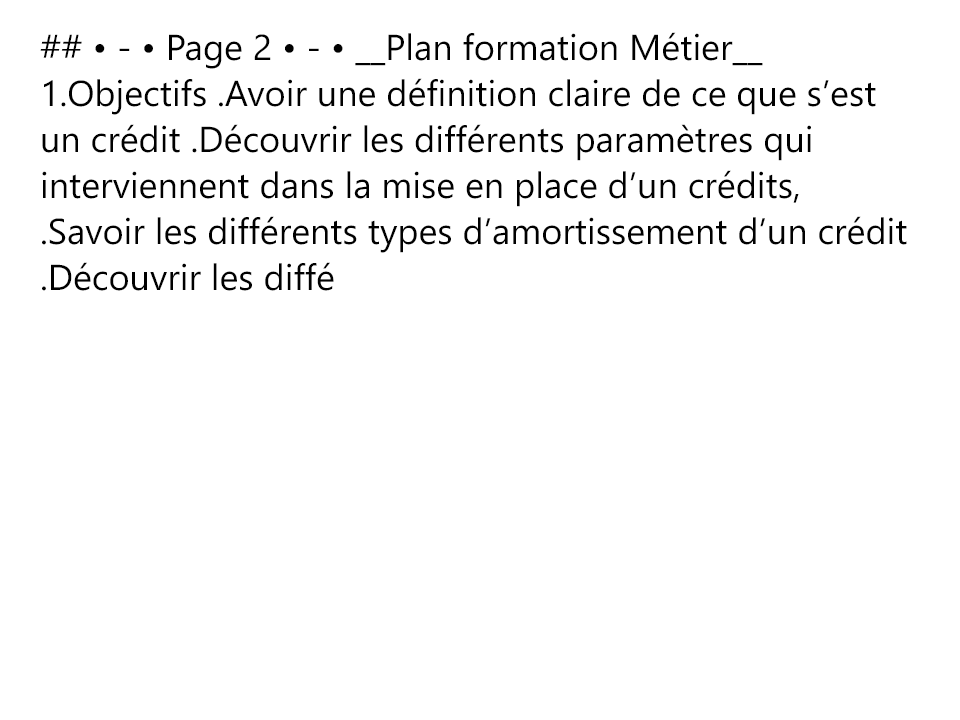 ## • - • Page 2 • - • __Plan formation Métier__
1.Objectifs .Avoir une définition claire de ce que s’est
un crédit .Découvrir les différents paramètres qui
interviennent dans la mise en place d’un crédits,
.Savoir les différents types d’amortissement d’un crédit
.Découvrir les diffé